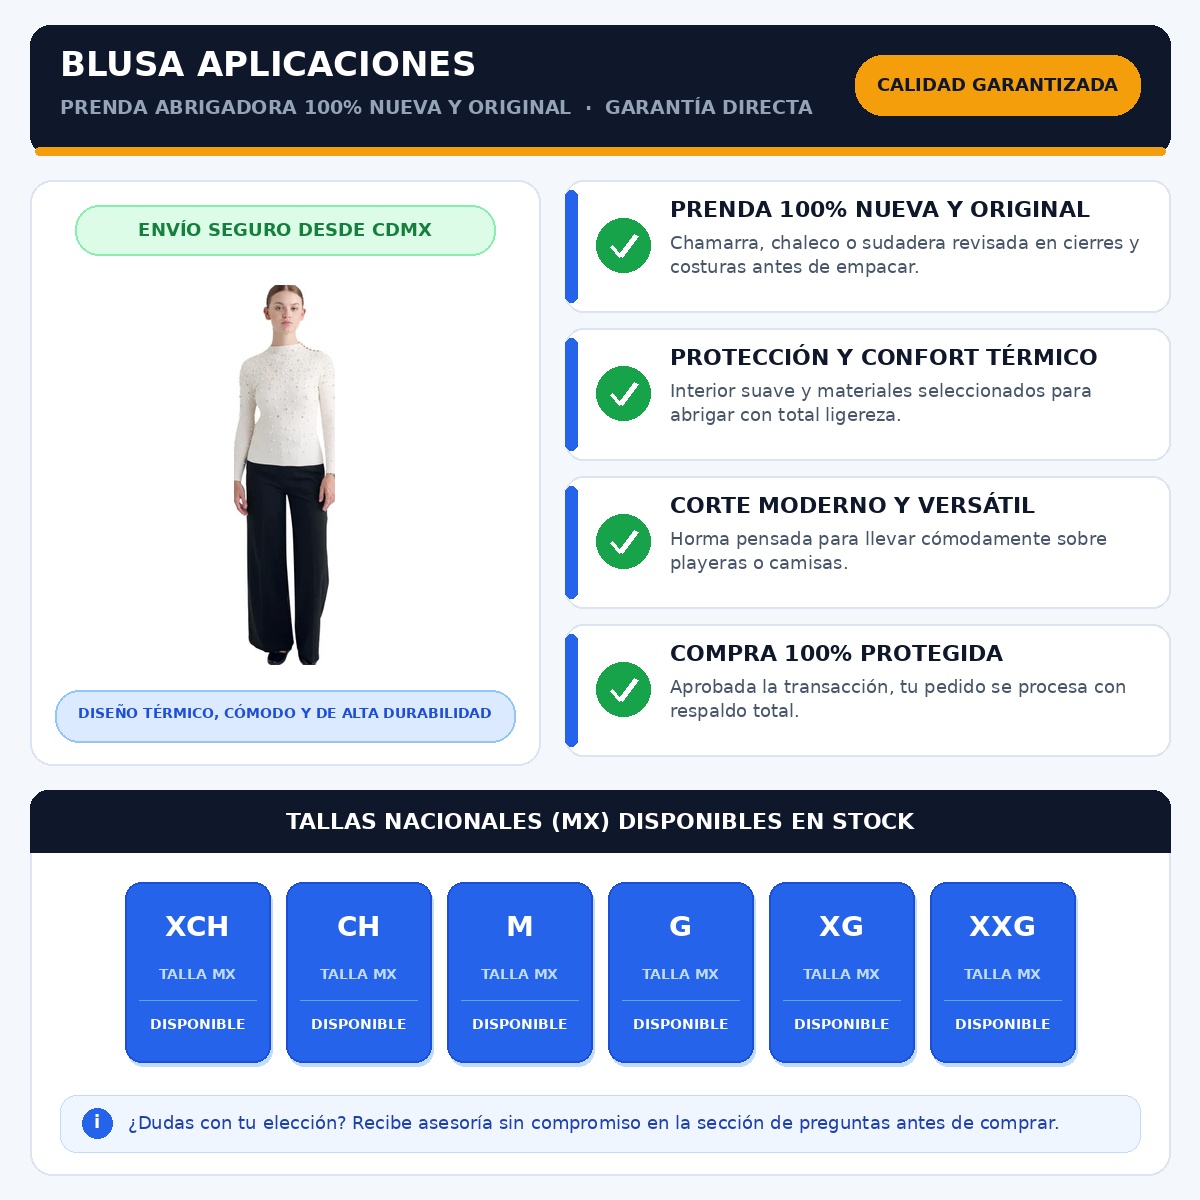 BLUSA APLICACIONES
PRENDA ABRIGADORA 100% NUEVA Y ORIGINAL · GARANTÍA DIRECTA
CALIDAD GARANTIZADA
ENVÍO SEGURO DESDE CDMX
DISEÑO TÉRMICO, CÓMODO Y DE ALTA DURABILIDAD
PRENDA 100% NUEVA Y ORIGINAL
Chamarra, chaleco o sudadera revisada en cierres y
costuras antes de empacar.
PROTECCIÓN Y CONFORT TÉRMICO
Interior suave y materiales seleccionados para
abrigar con total ligereza.
CORTE MODERNO Y VERSÁTIL
Horma pensada para llevar cómodamente sobre
playeras o camisas.
COMPRA 100% PROTEGIDA
Aprobada la transacción, tu pedido se procesa con
respaldo total.
TALLAS NACIONALES (MX) DISPONIBLES EN STOCK
XCH
TALLA MX
DISPONIBLE
CH
TALLA MX
DISPONIBLE
M
TALLA MX
DISPONIBLE
G
TALLA MX
DISPONIBLE
XG
TALLA MX
DISPONIBLE
XXG
TALLA MX
DISPONIBLE
i ¿Dudas con tu elección? Recibe asesoría sin compromiso en la sección de preguntas antes de comprar.